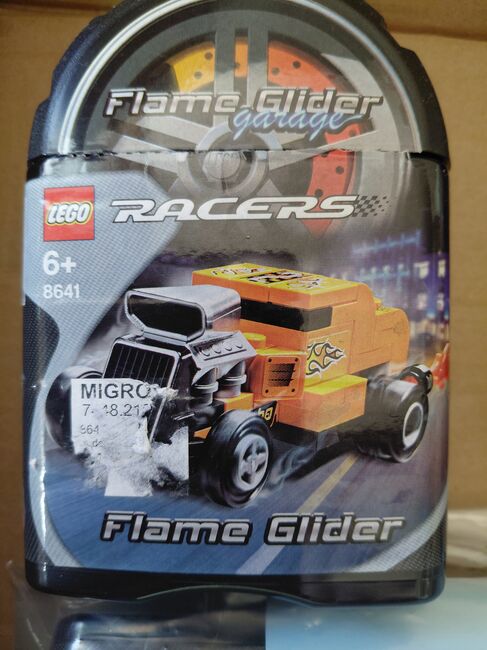 Flame Glider
garage
LEGO
RACERS
6+
8641
MIGRO
Flame Glider